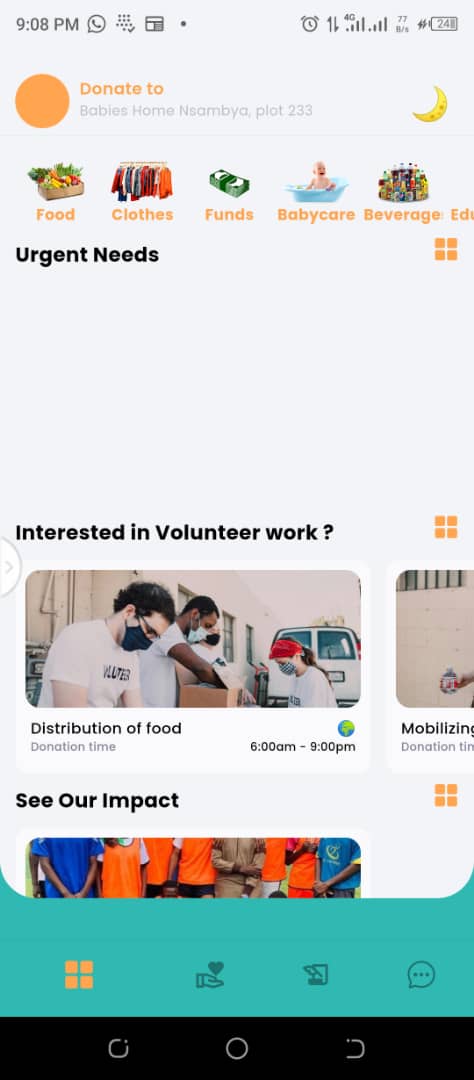 9:08 PM
4G
77
B/s
24
Donate to
Babies Home Nsambya, plot 233
Food
Clothes
Funds
Babycare
Beverage
Edu
Urgent Needs
Interested in Volunteer work ?
VLUTEER
Distribution of food
Donation time
6:00am - 9:00pm
Mobilizing
Donation tim
See Our Impact